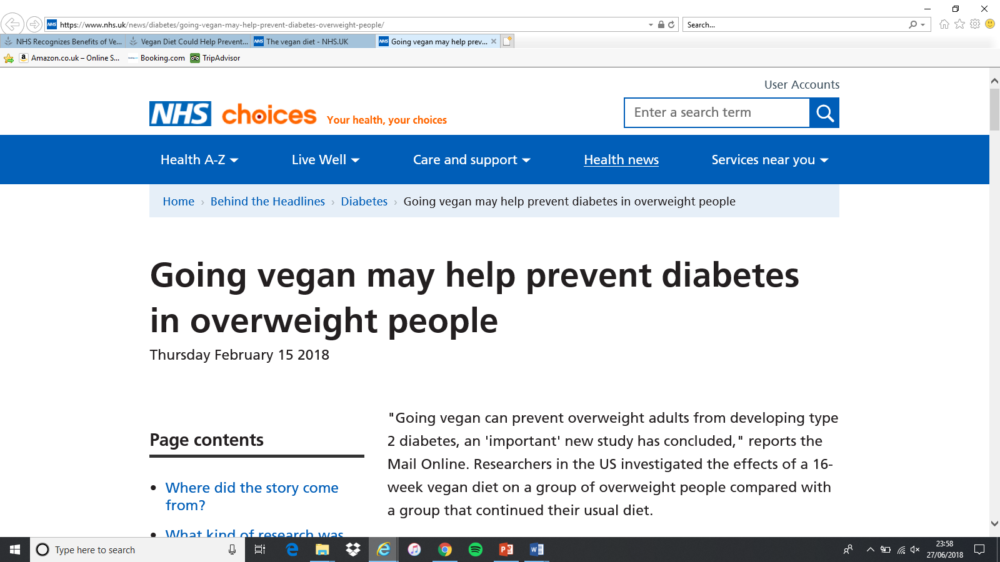 https://www.nhs.uk/news/diabetes/going-vegan-may-help-prevent-diabetes-overweight-people/
Search...
NHS Recognizes Benefits of Ve...
Vegan Diet Could Help Prevent...
NHS The vegan diet - NHS.UK
NHS Going vegan may help prev...
Amazon.co.uk – Online S...
Booking.com
TripAdvisor
User Accounts
NHS choices Your health, your choices
Enter a search term
Health A-Z
Live Well
Care and support
Health news
Services near you
Home › Behind the Headlines › Diabetes › Going vegan may help prevent diabetes in overweight people
Going vegan may help prevent diabetes
in overweight people
Thursday February 15 2018
Page contents
• Where did the story come
from?
• What kind of research was
"Going vegan can prevent overweight adults from developing type
2 diabetes, an 'important' new study has concluded," reports the
Mail Online. Researchers in the US investigated the effects of a 16-
week vegan diet on a group of overweight people compared with
a group that continued their usual diet.
Type here to search
23:58
27/06/2018